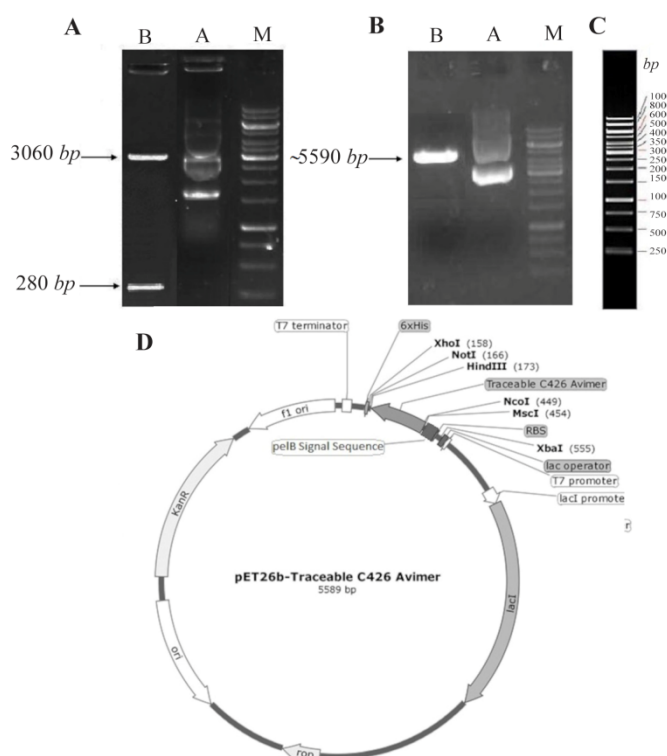 A
B A M
3060 bp
280 bp
B
B A M
~5590 bp
C
bp
100
800
600
500
400
350
300
250
200
150
100
750
500
250
D
T7 terminator
6xHis
XhoI (158)
NotI (166)
HindIII (173)
Traceable C426 Avimer
NcoI (449)
MscI (454)
RBS
XbaI (555)
lac operator
T7 promoter
lacI promote
r
pelB Signal Sequence
f1 ori
KanR
ori
rop
lacI
pET26b-Traceable C426 Avimer
5589 bp